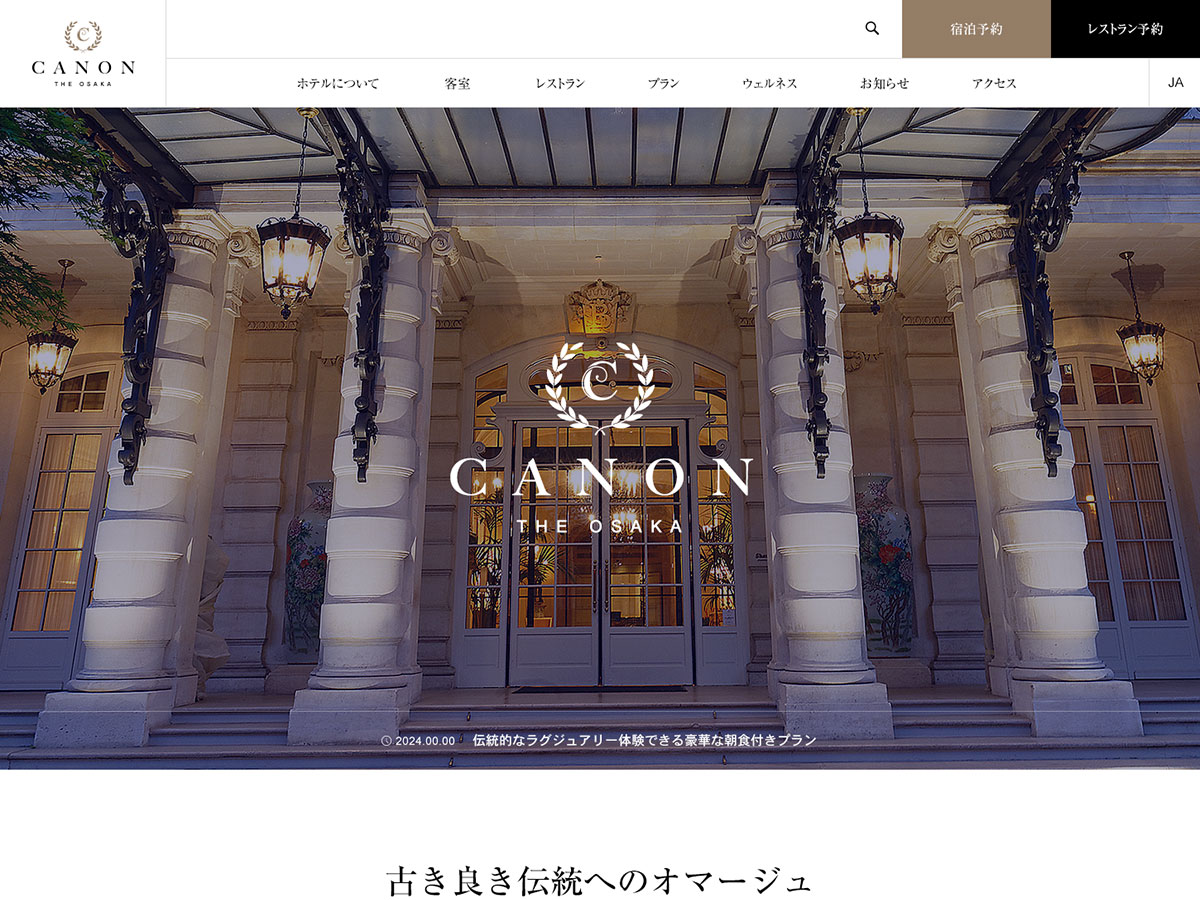 C
CANON
THE OSAKA
宿泊予約
レストラン予約
ホテルについて
客室
レストラン
プラン
ウェルネス
お知らせ
アクセス
JA
B
C
CANON
THE OSAKA
2024.00.00 伝統的なラグジュアリー体験できる豪華な朝食付きプラン
古き良き伝統へのオマージュ